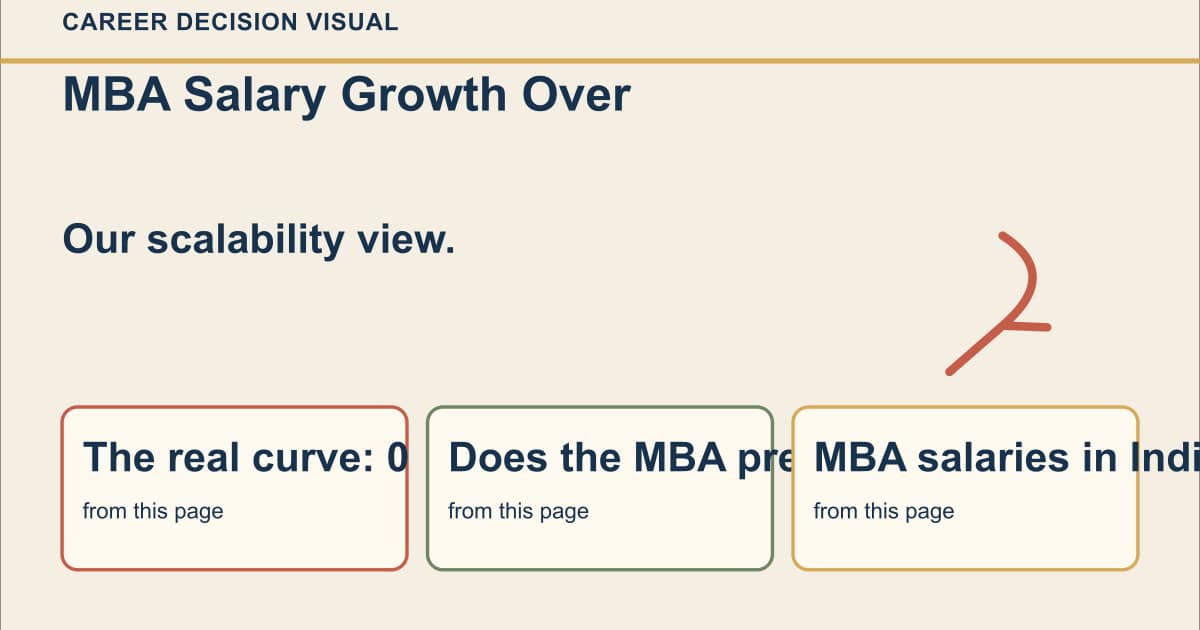 CAREER DECISION VISUAL
MBA Salary Growth Over
Our scalability view.
The real curve: 0
from this page
Does the MBA pre
from this page
MBA salaries in Indi
from this page